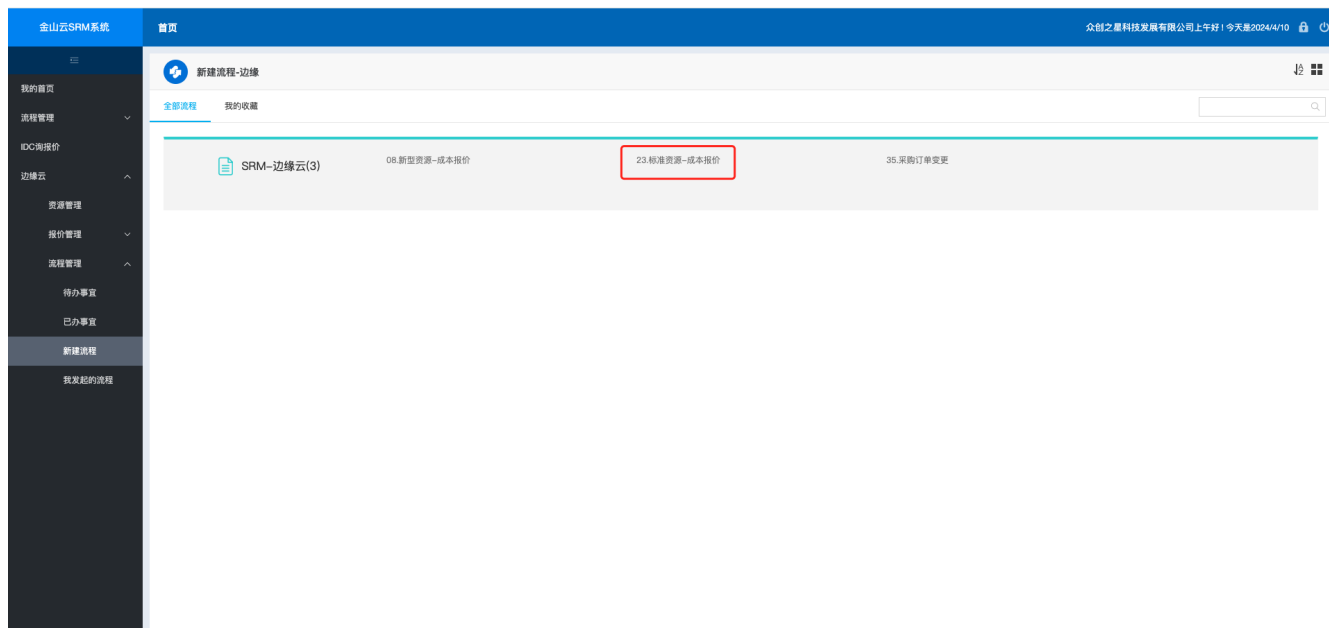 金山云SRM系统
首页
众创之星科技发展有限公司上午好!今天是2024/4/10
我的首页
流程管理
IDC询报价
边缘云
资源管理
报价管理
流程管理
待办事宜
已办事宜
新建流程
我发起的流程
新建流程-边缘
全部流程 我的收藏
SRM-边缘云(3)
08.新型资源-成本报价
23.标准资源-成本报价
35.采购订单变更